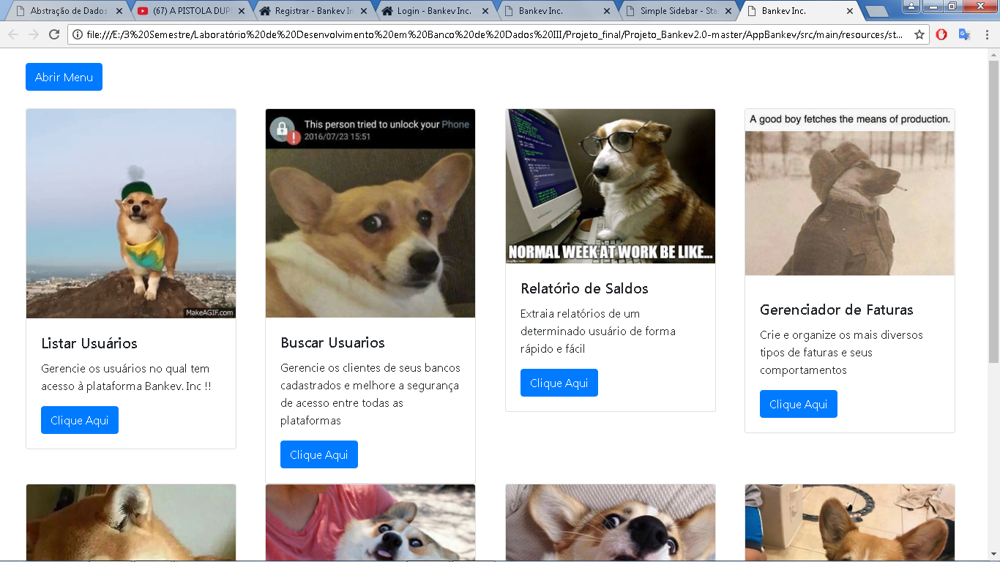 Abstração de Dados
(67) A PISTOLA DUP
Registrar - Bankev In
Login - Bankev Inc.
Bankev Inc.
Simple Sidebar - Sta
Bankev Inc.
file:///E:/3%20Semestre/Laboratório%20de%20Desenvolvimento%20em%20Banco%20de%20Dados%20III/Projeto_final/Projeto_Bankev2.0-master/AppBankev/src/main/resources/st...
Abrir Menu
MakeAGIF.com
Listar Usuários
Gerencie os usuários no qual tem
acesso à plataforma Bankev. Inc !!
Clique Aqui
This person tried to unlock your Phone
2016/07/23 15:51
Buscar Usuarios
Gerencie os clientes de seus bancos
cadastrados e melhore a segurança
de acesso entre todas as
plataformas
Clique Aqui
NORMAL WEEK AT WORK BE LIKE...
Relatório de Saldos
Extraia relatórios de um
determinado usuário de forma
rápido e fácil
Clique Aqui
A good boy fetches the means of production.
Gerenciador de Faturas
Crie e organize os mais diversos
tipos de faturas e seus
comportamentos
Clique Aqui